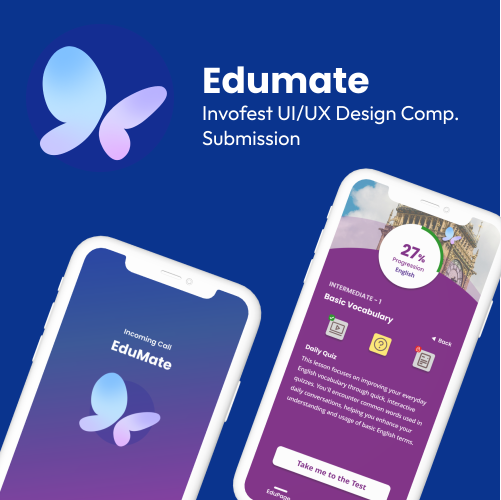 Edumate
Invofest UI/UX Design Comp.
Submission
Incoming Call
EduMate
27%
Progression
English
INTERMEDIATE - 1
Basic Vocabulary
Back
Daily Quiz
This lesson focuses on improving your everyday
English vocabulary through quick, interactive
quizzes. You'll encounter common words used in
daily conversations, helping you enhance your
understanding and usage of basic English terms.
Take me to the Test
EduPage